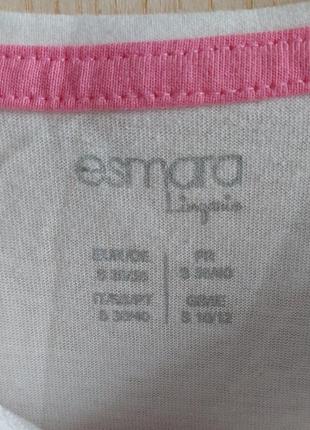 esmara
Lingerie
EUR/DE FR
S 36/38 S 38/40
IT/ES/PT GB/IE
S 38/40 S 10/12